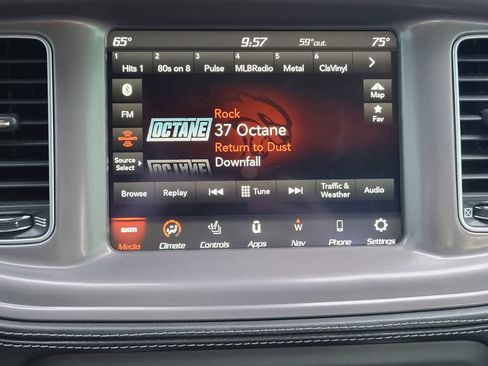 65° 9:57 59°out. 75°
1 2 3 4 5 6
Hits 1 80s on 8 Pulse MLBRadio Metal ClsVinyl
Map
Rock
FM
OCTANE 37 Octane
Fav
Return to Dust
Source Select
OCTANE Downfall
Browse Replay Tune Traffic & Weather Audio
sxm W
Media Climate Controls Apps Nav Phone Settings